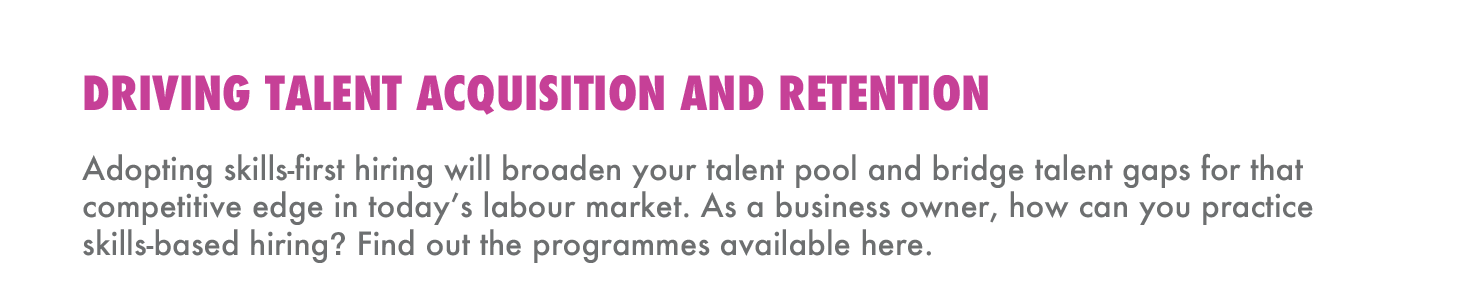 DRIVING TALENT ACQUISITION AND RETENTION
Adopting skills-first hiring will broaden your talent pool and bridge talent gaps for that
competitive edge in today’s labour market. As a business owner, how can you practice
skills-based hiring? Find out the programmes available here.